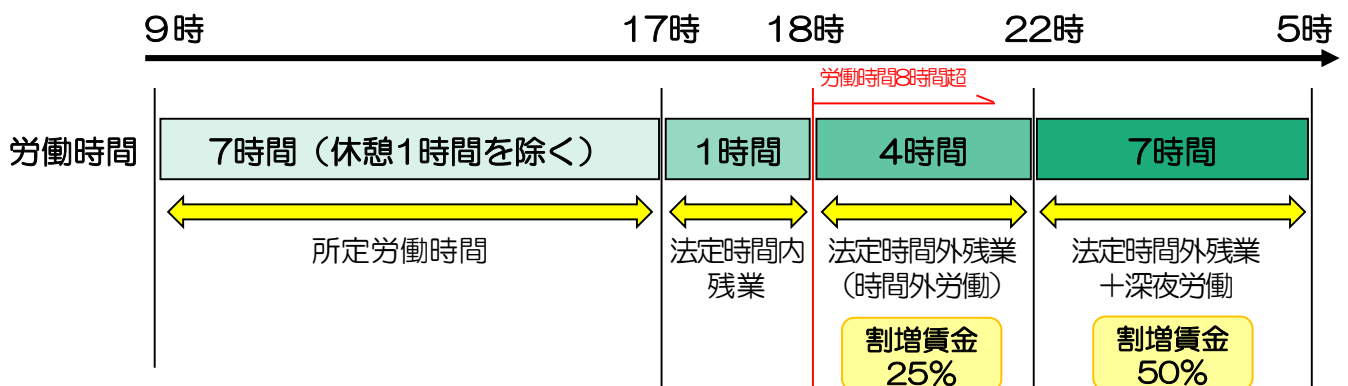 9時 17時 18時 22時 5時
労働時間8時間超
労働時間 7時間（休憩1時間を除く） 1時間 4時間 7時間
所定労働時間
法定時間内
残業
法定時間外残業
（時間外労働）
法定時間外残業
＋深夜労働
割増賃金
25%
割増賃金
50%